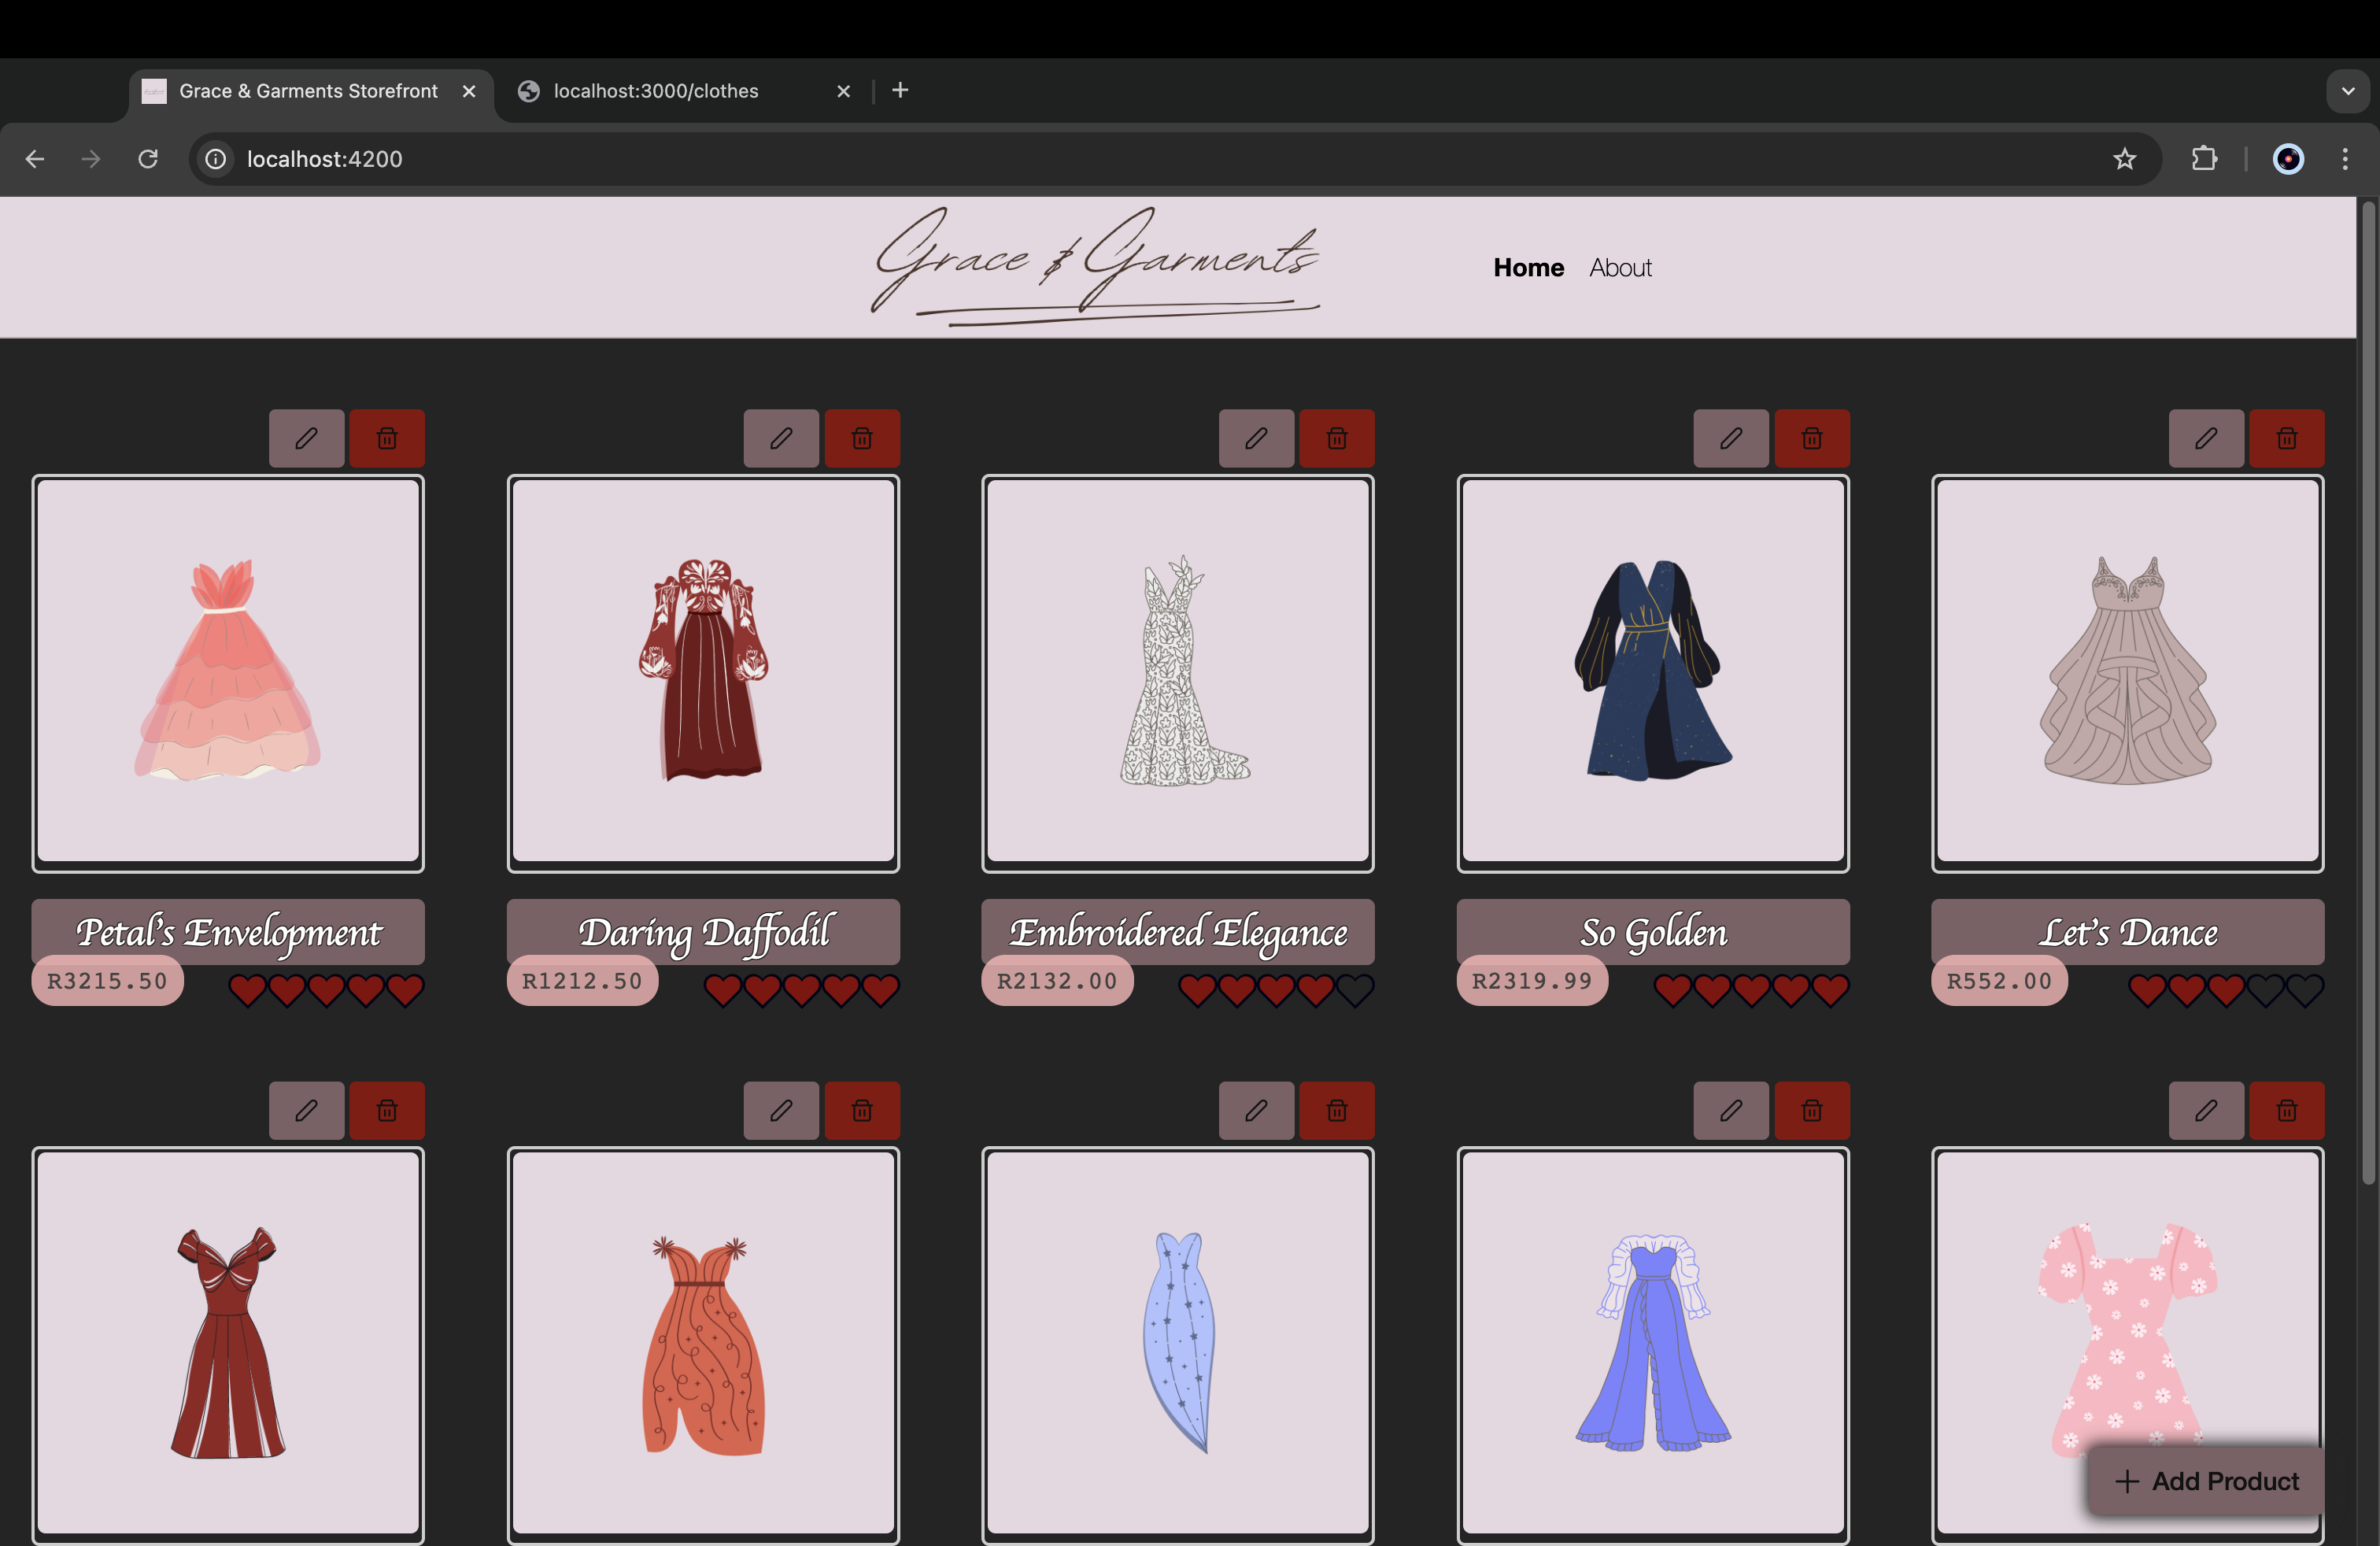 Grace & Garments Storefront
localhost:3000/clothes
localhost:4200
Grace & Garments
Home About
Petal's Envelopment
Daring Daffodil
Embroidered Elegance
So Golden
Let's Dance
R3215.50
R1212.50
R2132.00
R2319.99
R552.00
Add Product